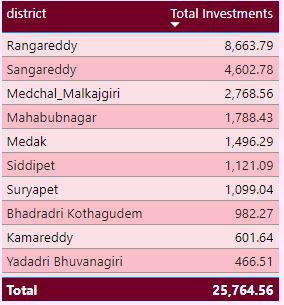 district Total Investments
Rangareddy 8,663.79
Sangareddy 4,602.78
Medchal_Malkajgiri 2,768.56
Mahabubnagar 1,788.43
Medak 1,496.29
Siddipet 1,121.09
Suryapet 1,099.04
Bhadradri Kothagudem 982.27
Kamareddy 601.64
Yadadri Bhuvanagiri 466.51
Total 25,764.56